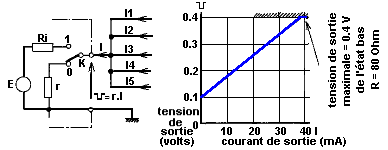 Ri
1
I1
I2
I
I3
K
0
I4
E
r
I5
V=r.I
V
0.4
0.3
0.2
0.1
0
10
20
30
40
I
tension
de
sortie
(volts)
courant de sortie (mA)
tension de sortie
maximale = 0.4 V
de l'état bas
R = 80 Ohm